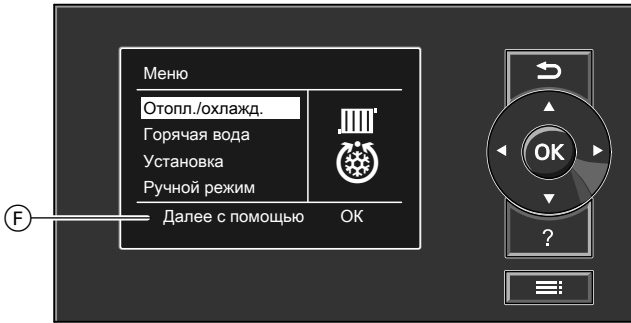 Меню
Отопл./охлажд.
Горячая вода
Установка
Ручной режим
Далее с помощью OK
F
OK
?